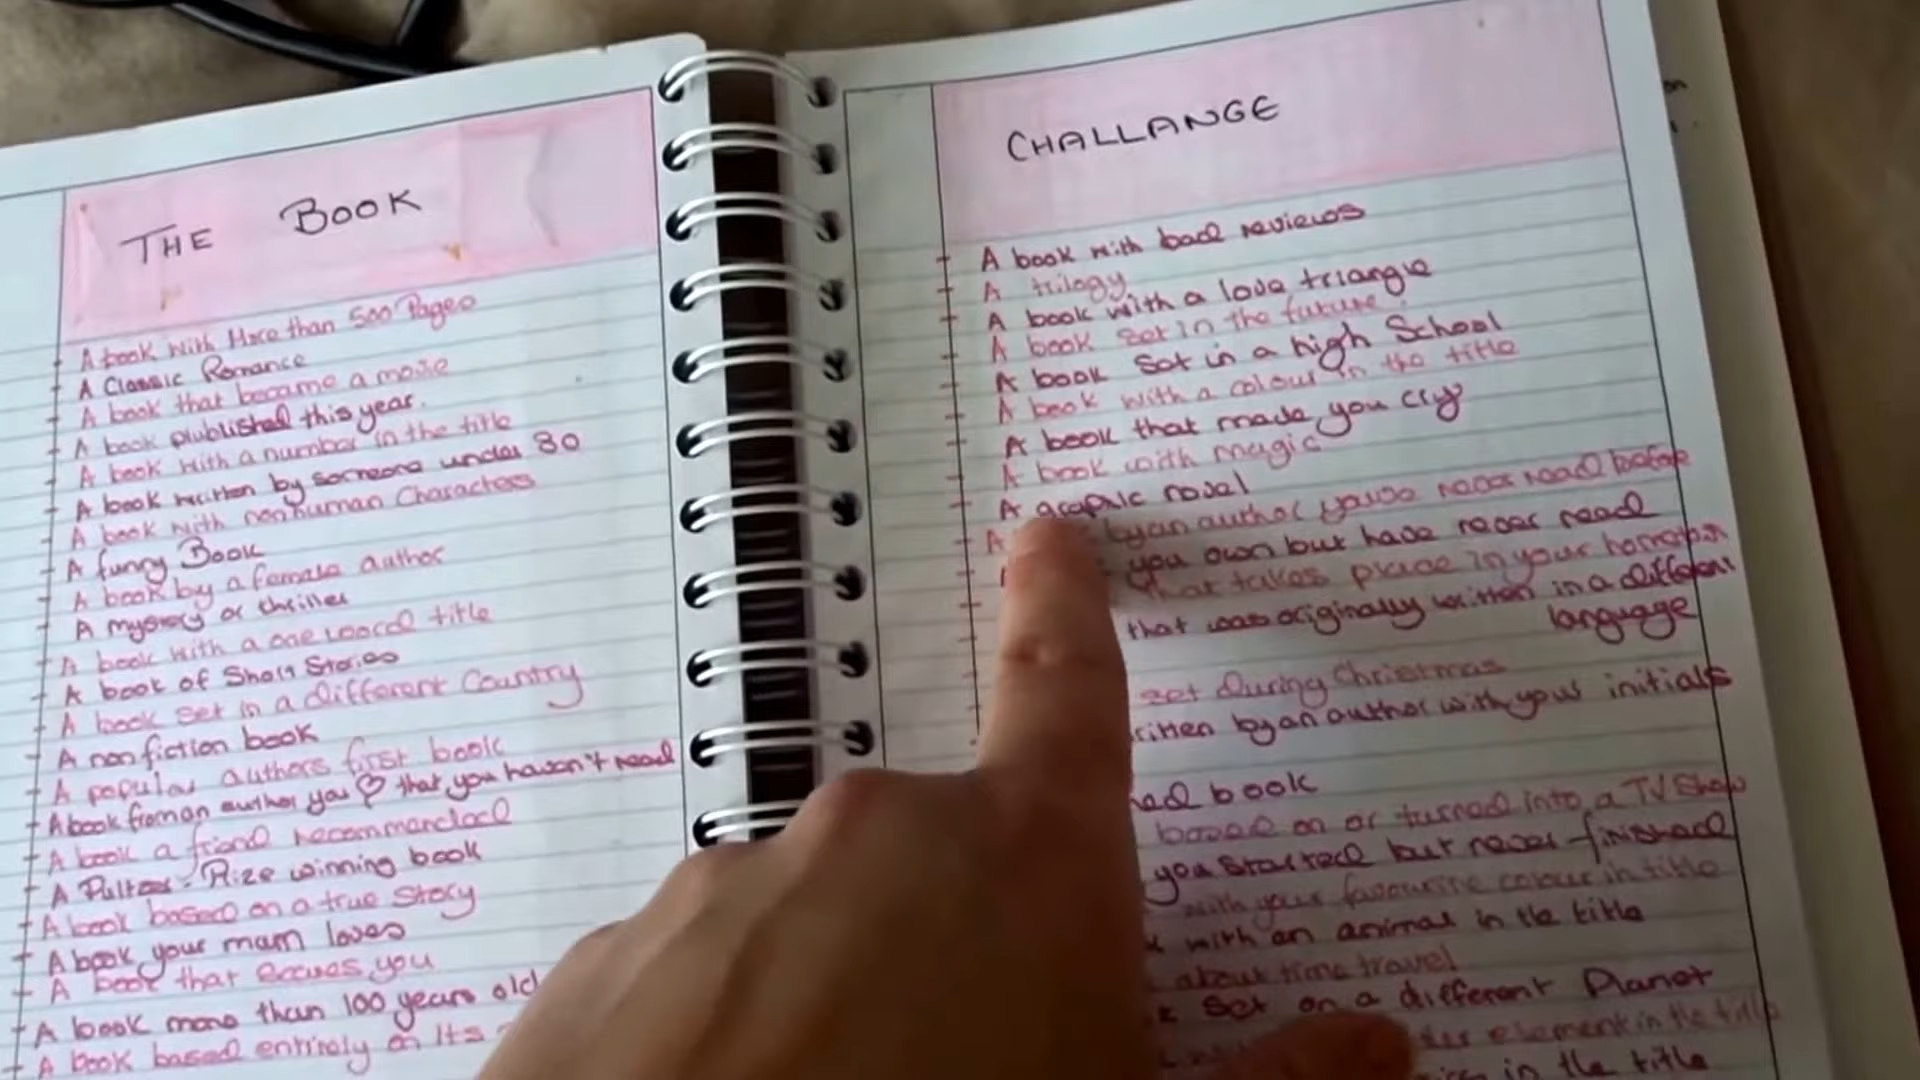 THE BOOK
A book with More than 500 Pages
A Classic Romance
A book that became a movie
A book plublished this year.
A book with a number in the title
A book written by someone under 30
A book with nonhuman Characters
A funny Book
A book by a female author
A mystery or thriller
A book with a one word title
A book of Short Stories
A book set in a different Country
A non fiction book
A popular authors first book
A book from an author you ♡ that you haven't read
A book a friend recommended
A Pulitzer-Prize winning book
A book based on a true Story
A book your mam loves
A book that scares you
A book more than 100 years old
A book based entirely on Its
CHALLANGE
A book with bad reviews
A trilogy
A book with a love triangle
A book set in the future.
A book Set in a high School
A book with a colour in the title
A book that made you cry
A book with magic
A graphic novel
A by an author youve never read before
you own but have never read
that takes place in your hometown
that was originally written in a different
language
set during Christmas
ritten by an author with your initials
ned book
based on or turned into a TV Show
you Started but never finished
with your favourite colour in title
with an animal in the title
about time travel
Set on a different Planet
element in the title
in the title